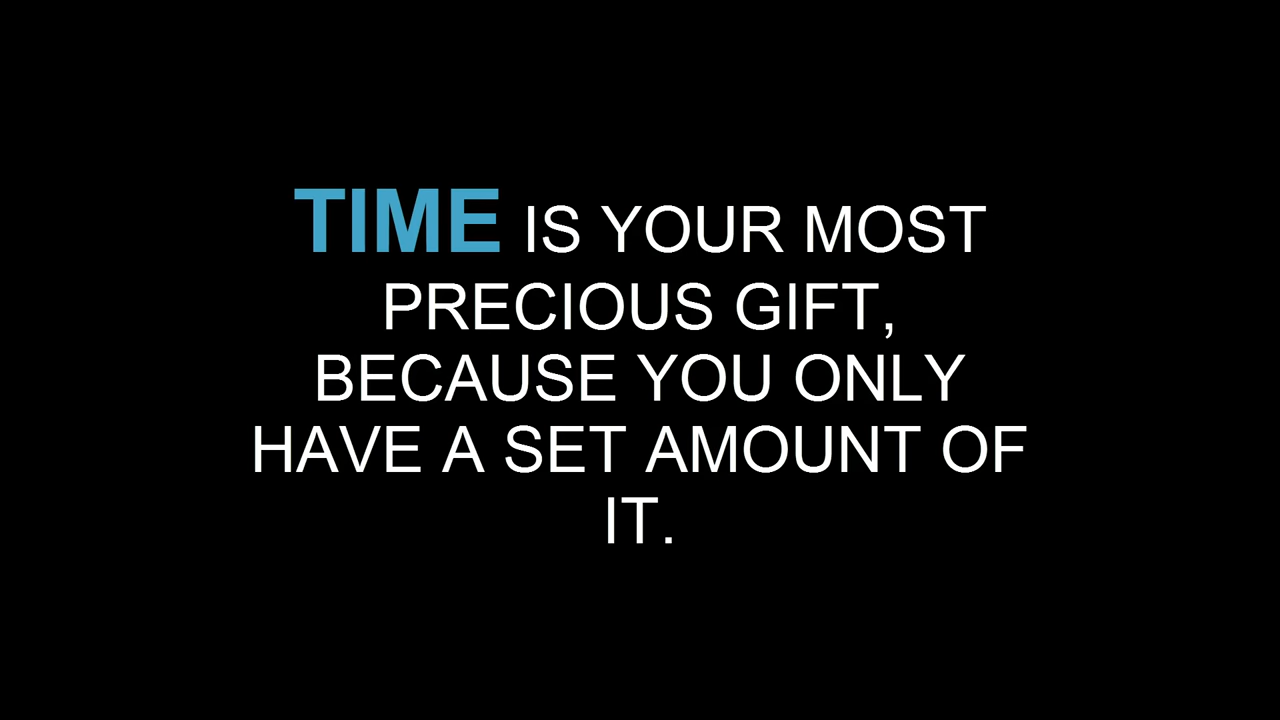 TIME IS YOUR MOST
PRECIOUS GIFT,
BECAUSE YOU ONLY
HAVE A SET AMOUNT OF
IT.